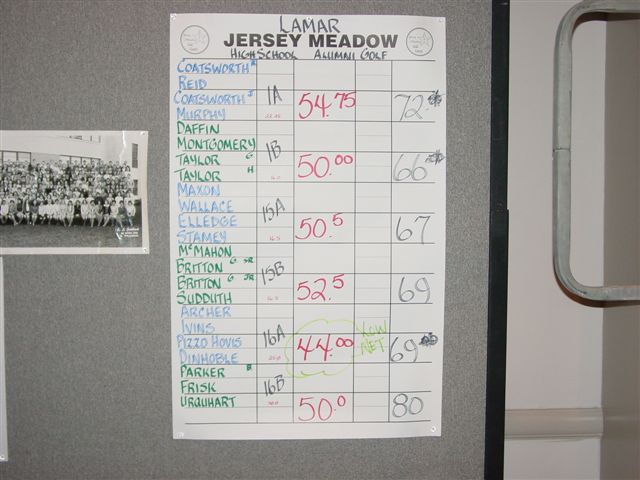 LAMAR
JERSEY MEADOW
HIGH SCHOOL ALUMNI GOLF
COATSWORTH R
REID
COATSWORTH J 1A 54.75 72
MURPHY
DAFFIN
MONTGOMERY 1B
TAYLOR G 50.00 66
TAYLOR H
MAXON
WALLACE 15A
ELLEDGE 50.5 67
STAMEY
McMAHON
BRITTON G SR 15B
BRITTON G JR 52.5 69
SUDDUTH
ARCHER
IVINS 16A LOW
PIZZO HOVIS 44.00 NET 69
DINHOBLE
PARKER B
FRISK 16B
URQUHART 50.0 80